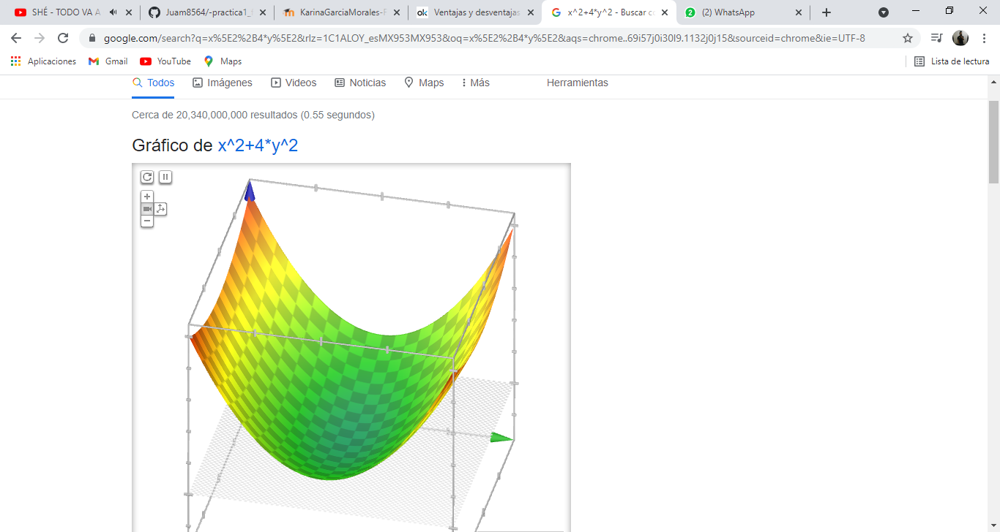 SHÉ - TODO VA A
Juam8564/-practica1_
KarinaGarciaMorales-
Ventajas y desventajas
x^2+4*y^2 - Buscar c
(2) WhatsApp
google.com/search?q=x%5E2%2B4*y%5E2&rlz=1C1ALOY_esMX953MX953&oq=x%5E2%2B4*y%5E2&aqs=chrome..69i57j0i30l9.1132j0j15&sourceid=chrome&ie=UTF-8
Aplicaciones
Gmail
YouTube
Maps
Lista de lectura
Todos
Imágenes
Videos
Noticias
Maps
Más
Herramientas
Cerca de 20,340,000,000 resultados (0.55 segundos)
Gráfico de x^2+4*y^2